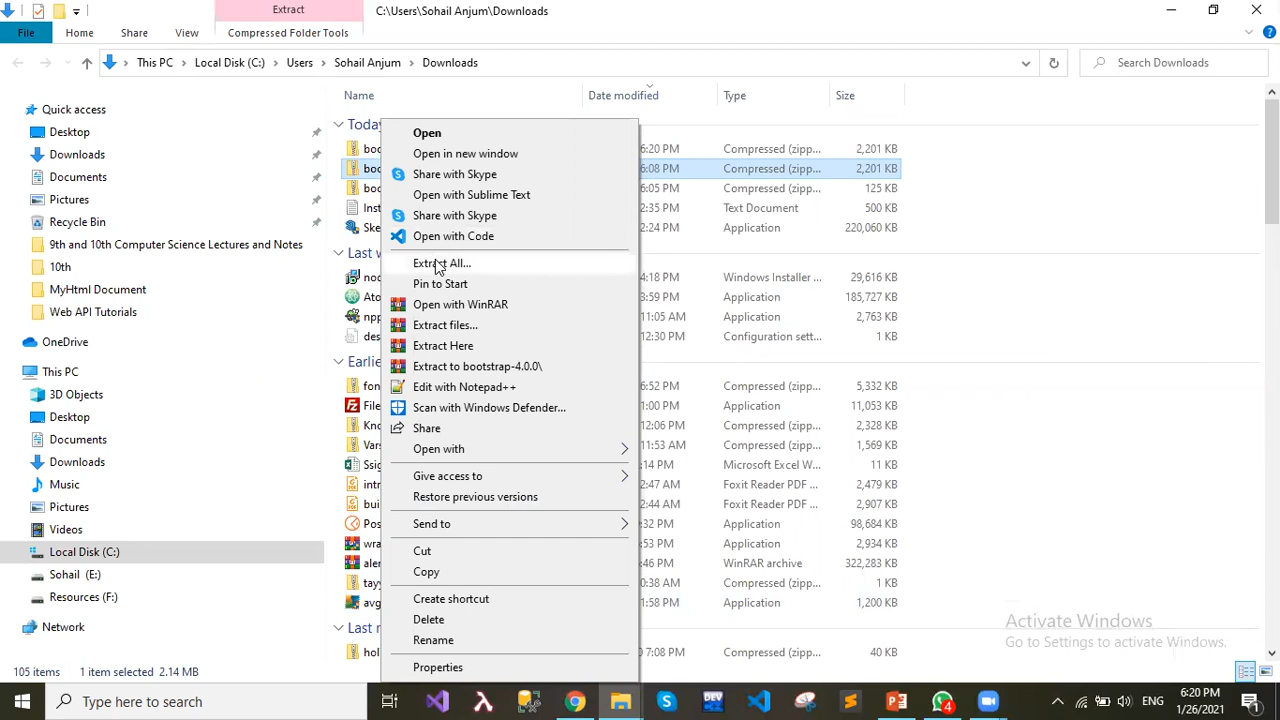 Extract
C:\Users\Sohail Anjum\Downloads
File
Home
Share
View
Compressed Folder Tools
This PC
Local Disk (C:)
Users
Sohail Anjum
Downloads
Search Downloads
Name
Date modified
Type
Size
Quick access
Desktop
Downloads
Documents
Pictures
Recycle Bin
9th and 10th Computer Science Lectures and Notes
10th
MyHtml Document
Web API Tutorials
OneDrive
This PC
3D Objects
Desktop
Documents
Downloads
Music
Pictures
Videos
Local Disk (C:)
Sohail (E:)
Resources (F:)
Network
Open
Open in new window
Share with Skype
Open with Sublime Text
Share with Skype
Open with Code
Extract All...
Pin to Start
Open with WinRAR
Extract files...
Extract Here
Extract to bootstrap-4.0.0\
Edit with Notepad++
Scan with Windows Defender...
Share
Open with
Give access to
Restore previous versions
Send to
Cut
Copy
Create shortcut
Delete
Rename
Properties
6:20 PM Compressed (zipp... 2,201 KB
6:08 PM Compressed (zipp... 2,201 KB
6:05 PM Compressed (zipp... 125 KB
2:35 PM Text Document 500 KB
2:24 PM Application 220,060 KB
4:18 PM Windows Installer ... 29,616 KB
3:59 PM Application 185,727 KB
11:05 AM Application 2,763 KB
12:30 PM Configuration sett... 1 KB
6:52 PM Compressed (zipp... 5,332 KB
1:00 PM Application 11,053 KB
12:06 PM Compressed (zipp... 2,328 KB
11:53 AM Compressed (zipp... 1,569 KB
:14 PM Microsoft Excel W... 11 KB
2:44 AM Foxit Reader PDF ... 2,479 KB
2:44 AM Foxit Reader PDF ... 2,907 KB
:32 PM Application 98,684 KB
:53 PM Application 2,934 KB
:46 PM WinRAR archive 322,283 KB
0:38 AM Compressed (zipp... 1 KB
1:58 PM Application 1,200 KB
0 7:08 PM Compressed (zipp... 40 KB
Activate Windows
Go to Settings to activate Windows.
105 items
1 item selected 2.14 MB
Type here to search
ENG
6:20 PM
1/26/2021